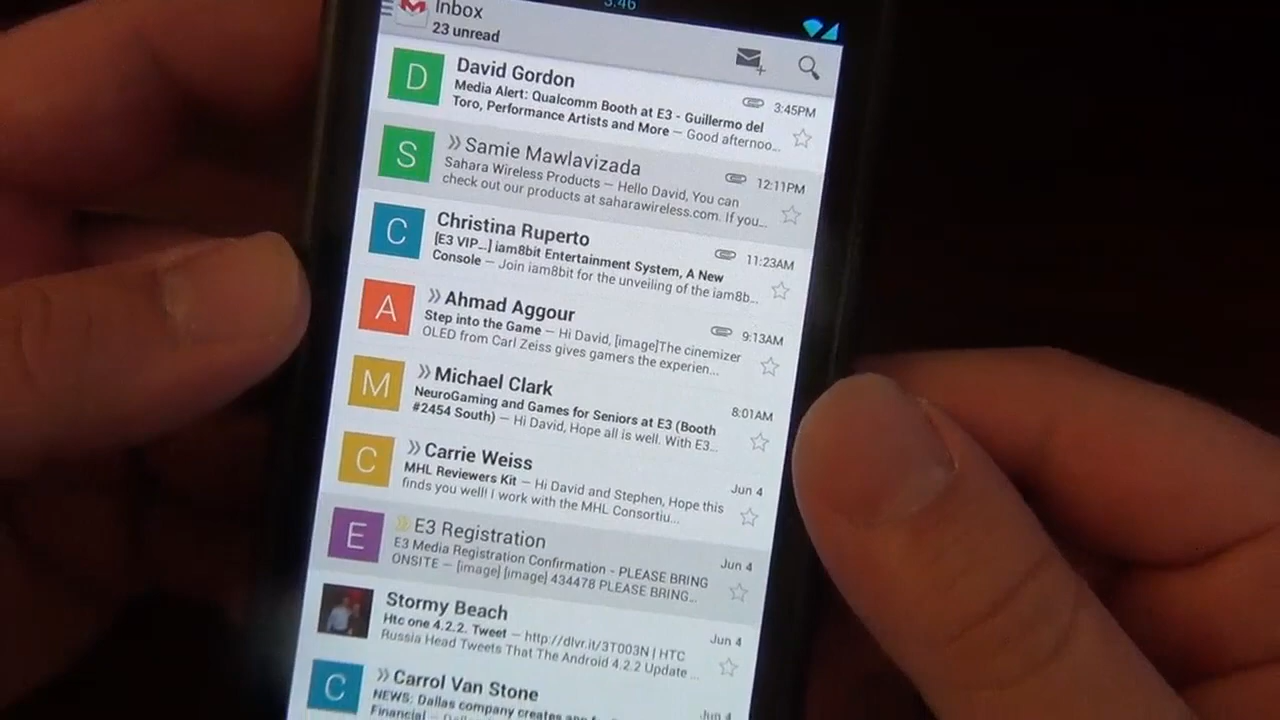 3:46
Inbox
23 unread
D
David Gordon
3:45PM
Media Alert: Qualcomm Booth at E3 - Guillermo del
Toro, Performance Artists and More — Good afternoo...
S
Samie Mawlavizada
12:11PM
Sahara Wireless Products — Hello David, You can
check out our products at saharawireless.com. If you...
C
Christina Ruperto
11:23AM
[E3 VIP...] iam8bit Entertainment System, A New
Console — Join iam8bit for the unveiling of the iam8b...
A
Ahmad Aggour
9:13AM
Step into the Game — Hi David, [image]The cinemizer
OLED from Carl Zeiss gives gamers the experien...
M
Michael Clark
8:01AM
NeuroGaming and Games for Seniors at E3 (Booth
#2454 South) — Hi David, Hope all is well. With E3...
C
Carrie Weiss
Jun 4
MHL Reviewers Kit — Hi David and Stephen, Hope this
finds you well! I work with the MHL Consortiu...
E
E3 Registration
Jun 4
E3 Media Registration Confirmation - PLEASE BRING
ONSITE — [image] [image] 434478 PLEASE BRING...
Stormy Beach
Jun 4
Htc one 4.2.2. Tweet — http://dlvr.it/3T003N | HTC
Russia Head Tweets That The Android 4.2.2 Update ...
C
Carrol Van Stone
Jun 4
NEWS: Dallas company creates
Financial —